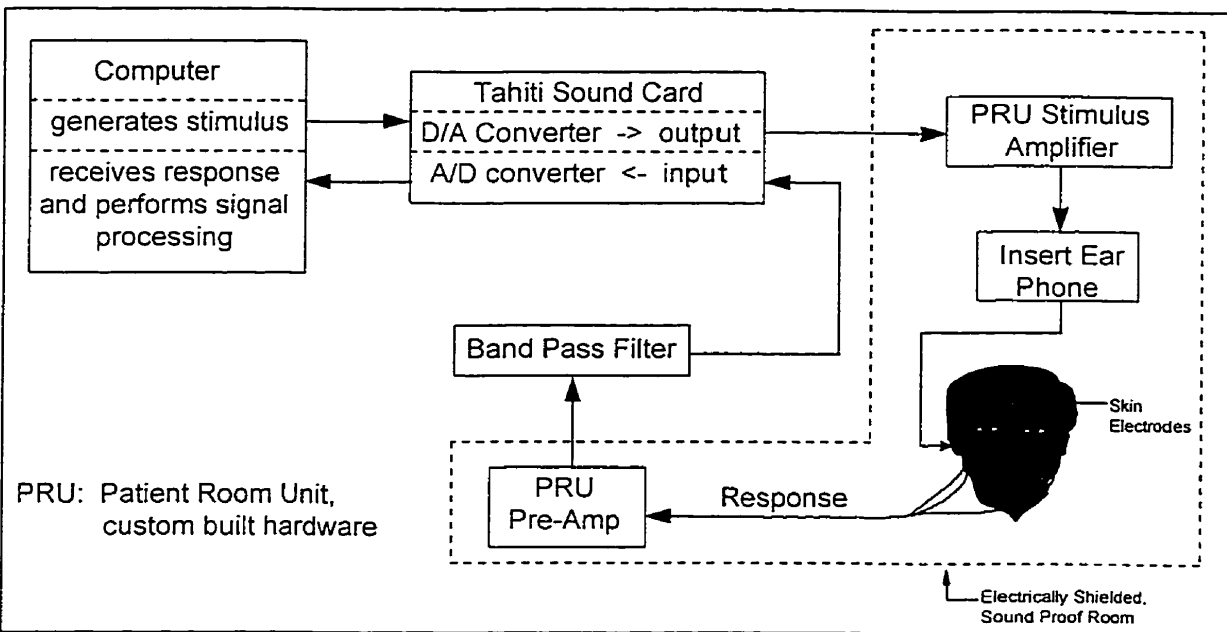 Computer
generates stimulus
receives response
and performs signal
processing
Tahiti Sound Card
D/A Converter -> output
A/D converter <- input
PRU Stimulus
Amplifier
Insert Ear
Phone
Band Pass Filter
Skin
Electrodes
PRU
Pre-Amp
Response
PRU: Patient Room Unit,
custom built hardware
Electrically Shielded,
Sound Proof Room